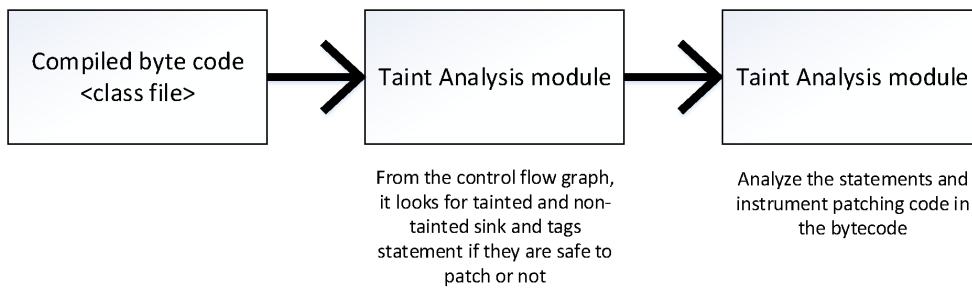 Compiled byte code
<class file>
Taint Analysis module
Taint Analysis module
From the control flow graph,
it looks for tainted and non-
tainted sink and tags
statement if they are safe to
patch or not
Analyze the statements and
instrument patching code in
the bytecode